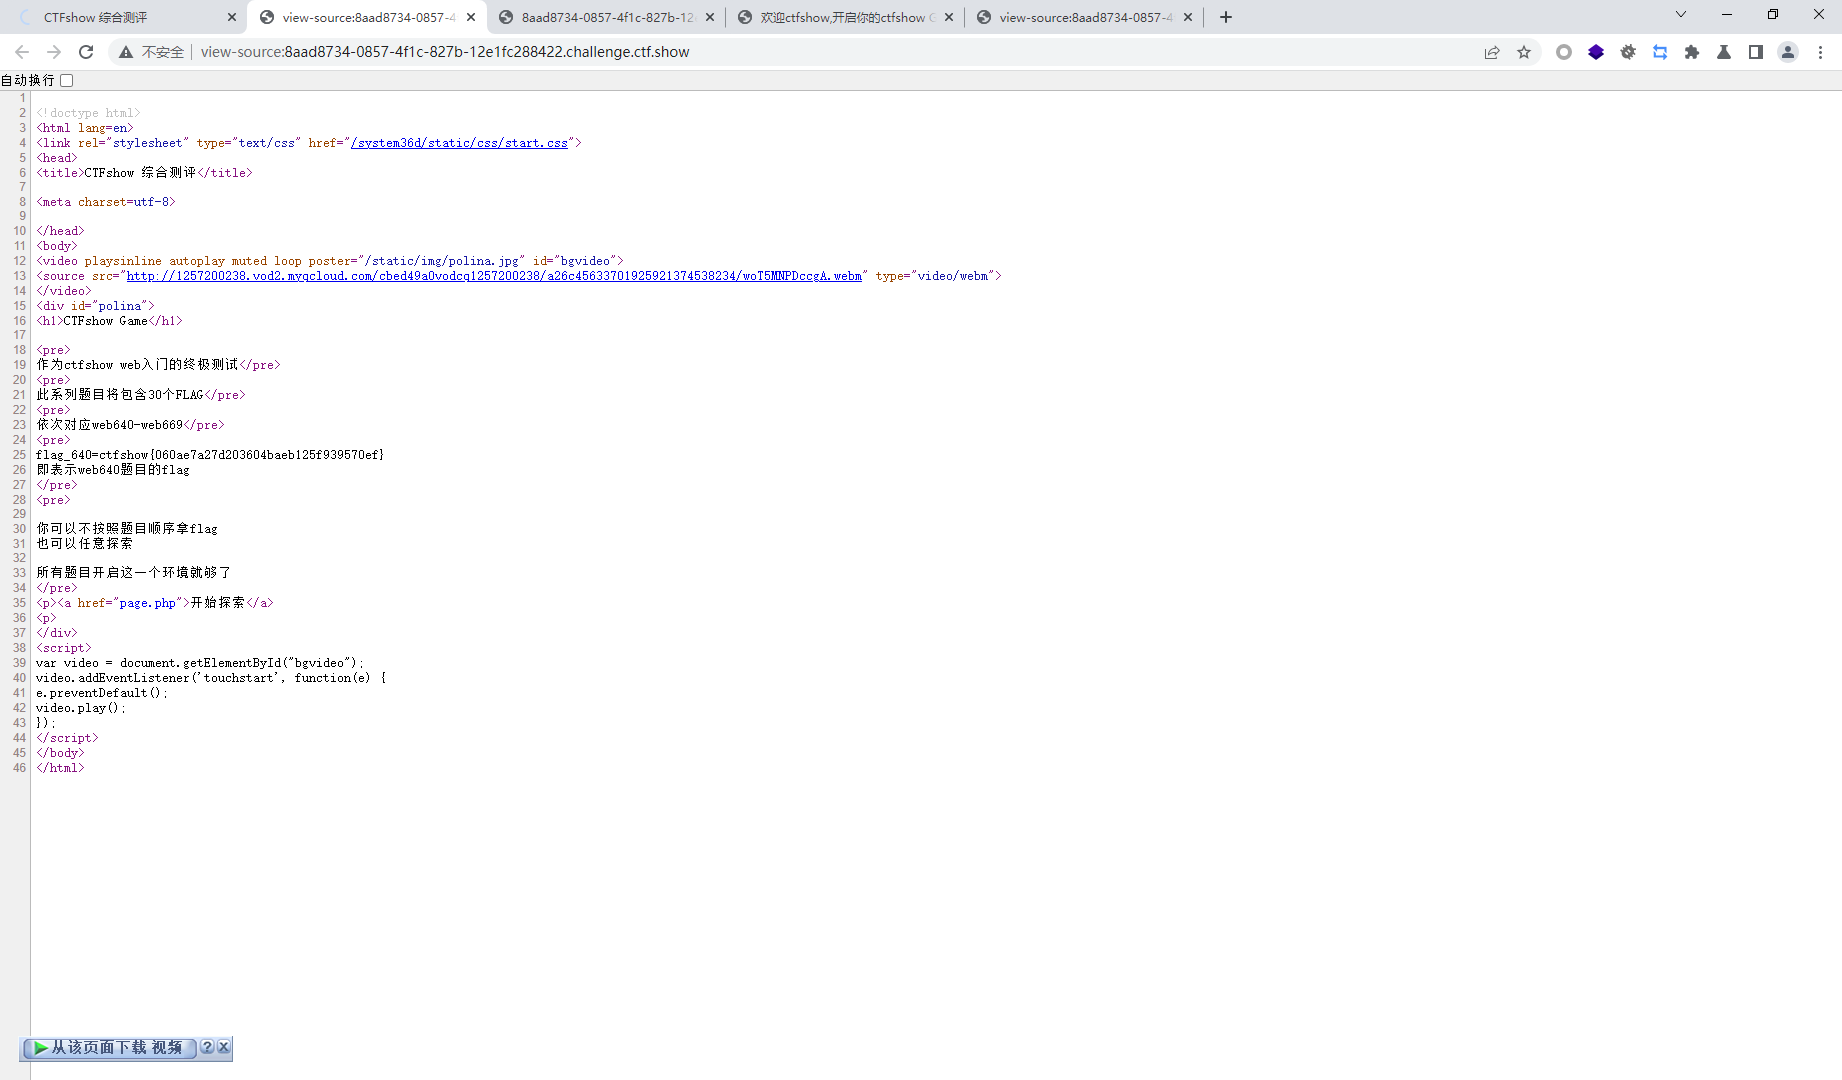 CTFshow 综合测评
view-source:8aad8734-0857-4
8aad8734-0857-4f1c-827b-12
欢迎ctfshow,开启你的ctfshow G
view-source:8aad8734-0857-4
不安全
view-source:8aad8734-0857-4f1c-827b-12e1fc288422.challenge.ctf.show
自动换行
1
2 <!doctype html>
3 <html lang=en>
4 <link rel="stylesheet" type="text/css" href="/system36d/static/css/start.css">
5 <head>
6 <title>CTFshow 综合测评</title>
7
8 <meta charset=utf-8>
9
10 </head>
11 <body>
12 <video playsinline autoplay muted loop poster="/static/img/polina.jpg" id="bgvideo">
13 <source src="http://1257200238.vod2.myqcloud.com/cbed49a0vodcq1257200238/a26c45633701925921374538234/woT5MNPDccgA.webm" type="video/webm">
14 </video>
15 <div id="polina">
16 <h1>CTFshow Game</h1>
17
18 <pre>
19 作为ctfshow web入门的终极测试</pre>
20 <pre>
21 此系列题目将包含30个FLAG</pre>
22 <pre>
23 依次对应web640-web669</pre>
24 <pre>
25 flag_640=ctfshow{060ae7a27d203604baeb125f939570ef}
26 即表示web640题目的flag
27 </pre>
28 <pre>
29
30 你可以不按照题目顺序拿flag
31 也可以任意探索
32
33 所有题目开启这一个环境就够了
34 </pre>
35 <p><a href="page.php">开始探索</a>
36 <p>
37 </div>
38 <script>
39 var video = document.getElementById("bgvideo");
40 video.addEventListener('touchstart', function(e) {
41 e.preventDefault();
42 video.play();
43 });
44 </script>
45 </body>
46 </html>
从该页面下载 视频